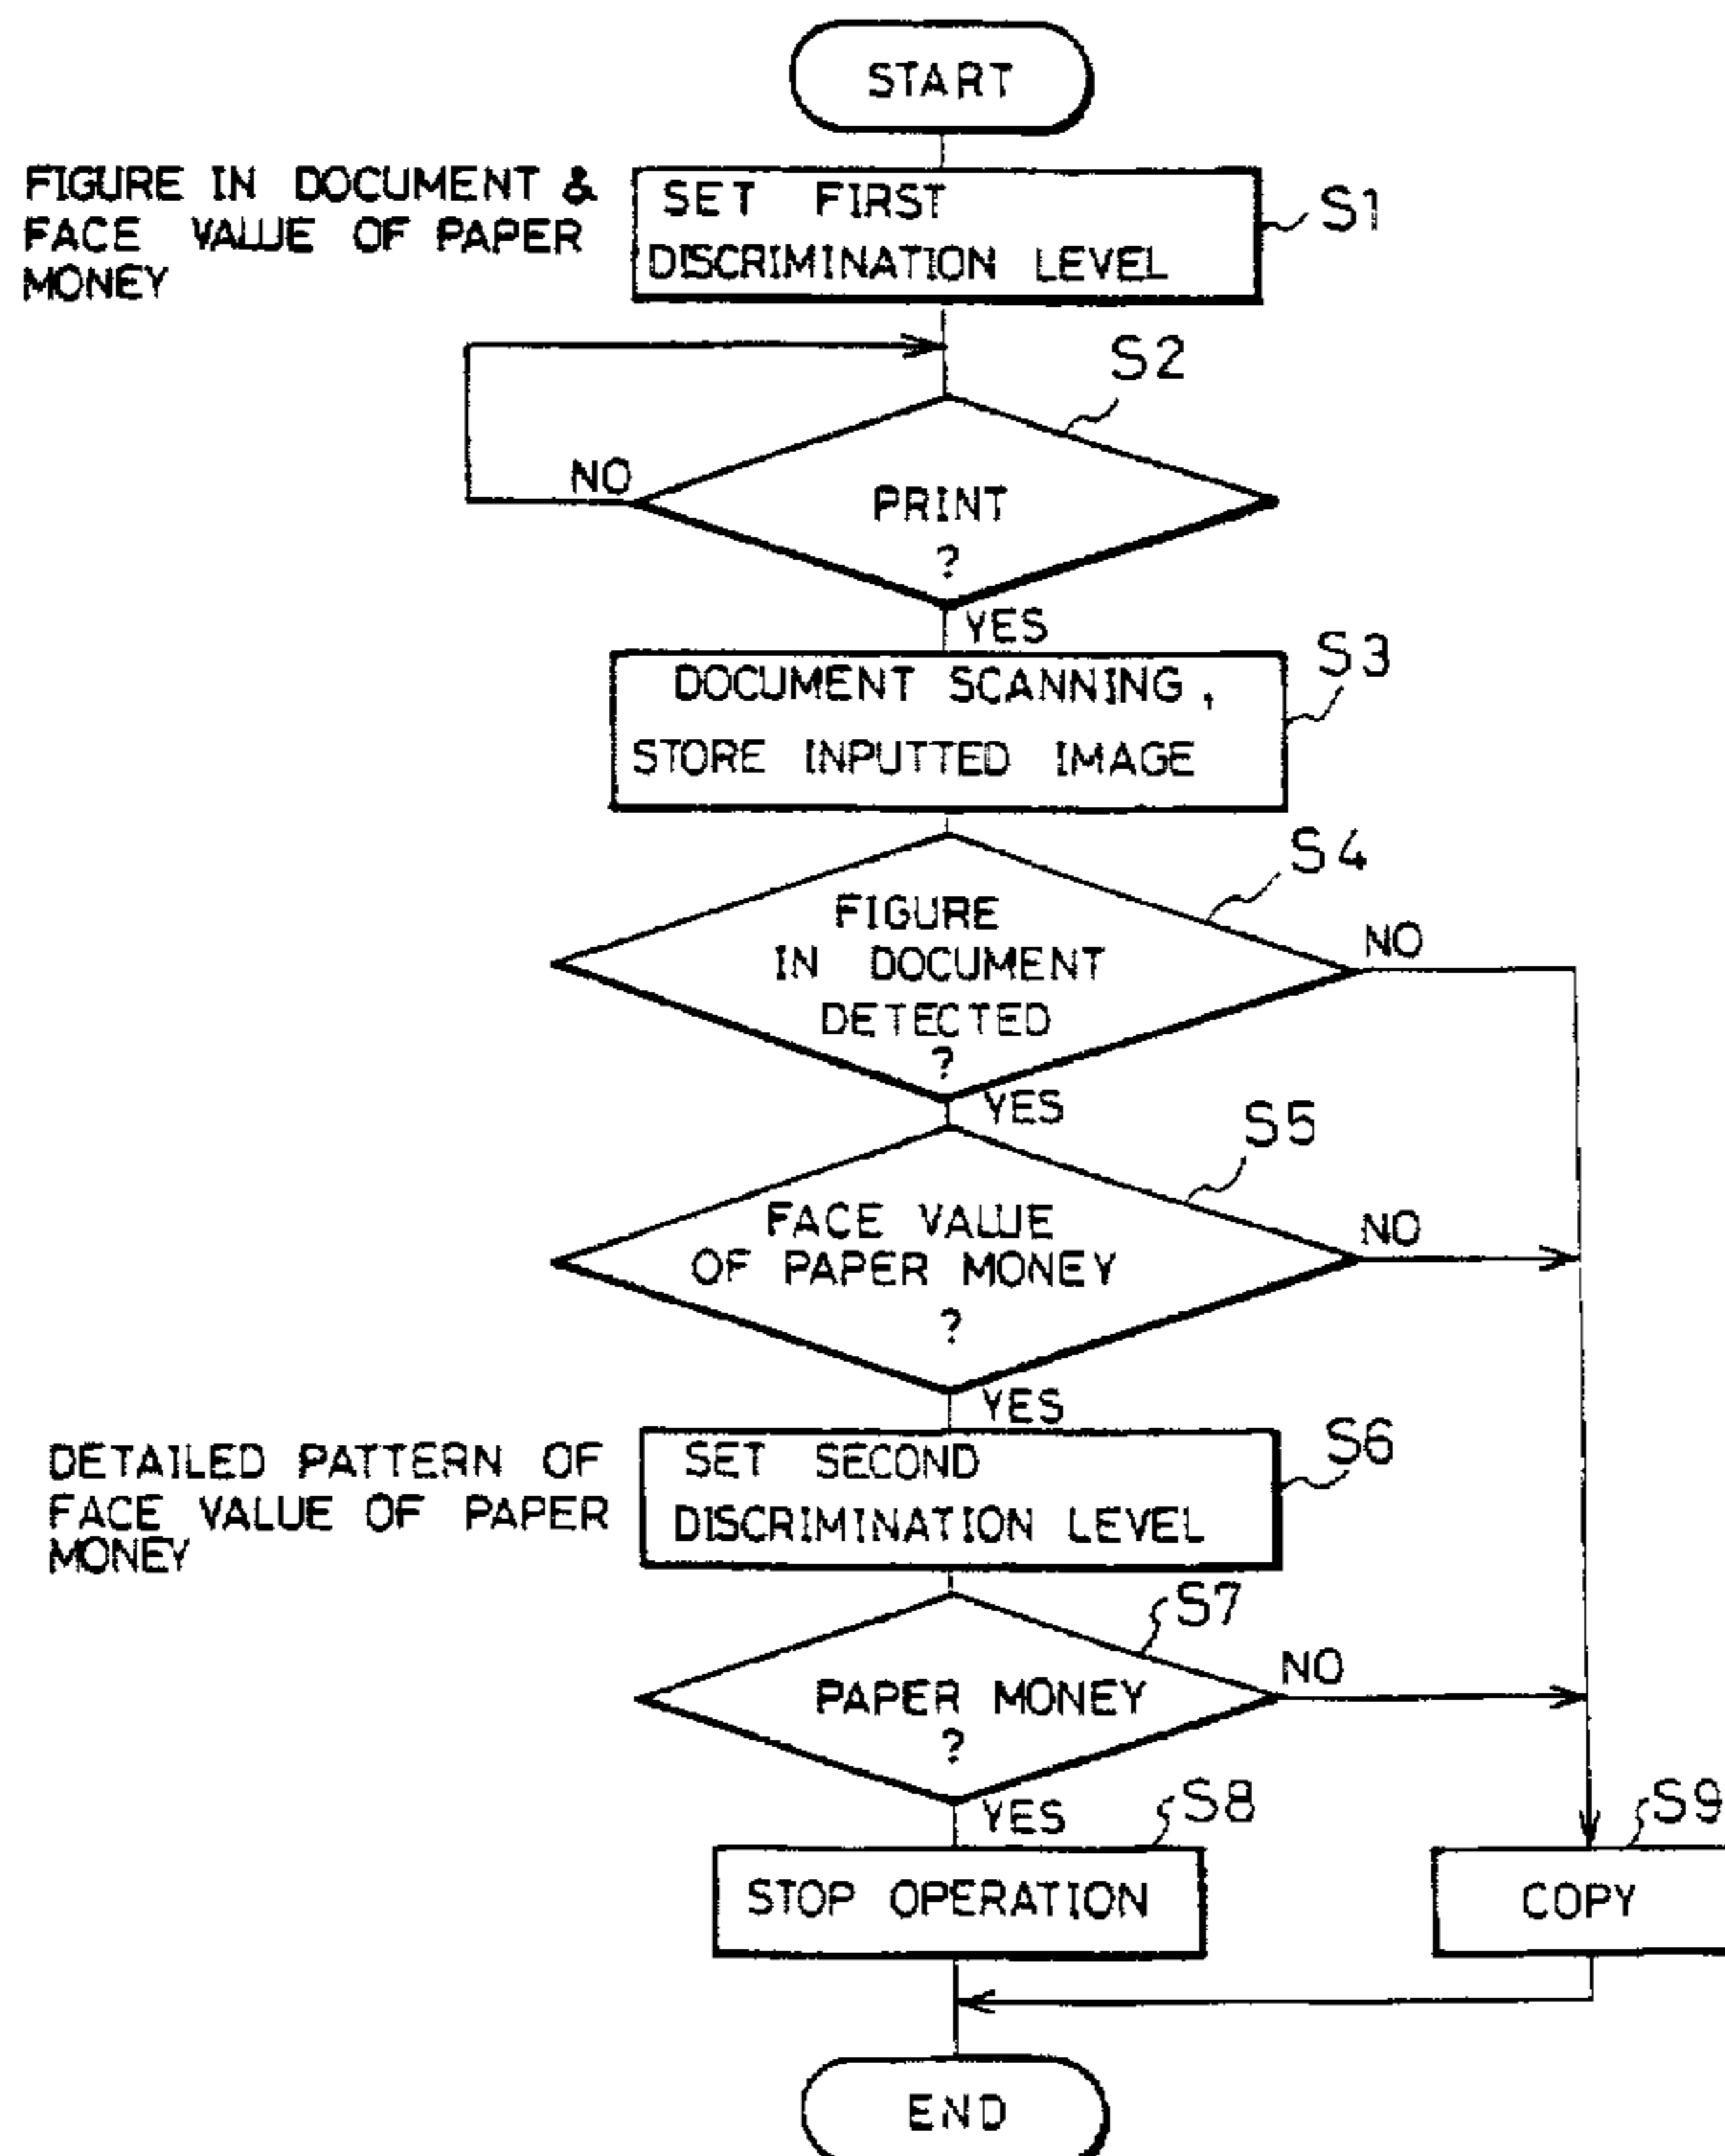 START
FIGURE IN DOCUMENT &
FACE VALUE OF PAPER
MONEY
SET FIRST
DISCRIMINATION LEVEL
S1
S2
NO
PRINT
?
YES
S3
DOCUMENT SCANNING,
STORE INPUTTED IMAGE
S4
FIGURE
IN DOCUMENT
DETECTED
?
NO
YES
S5
FACE VALUE
OF PAPER MONEY
?
NO
YES
DETAILED PATTERN OF
FACE VALUE OF PAPER
MONEY
SET SECOND
DISCRIMINATION LEVEL
S6
S7
PAPER MONEY
?
NO
YES
S8
S9
STOP OPERATION
COPY
END